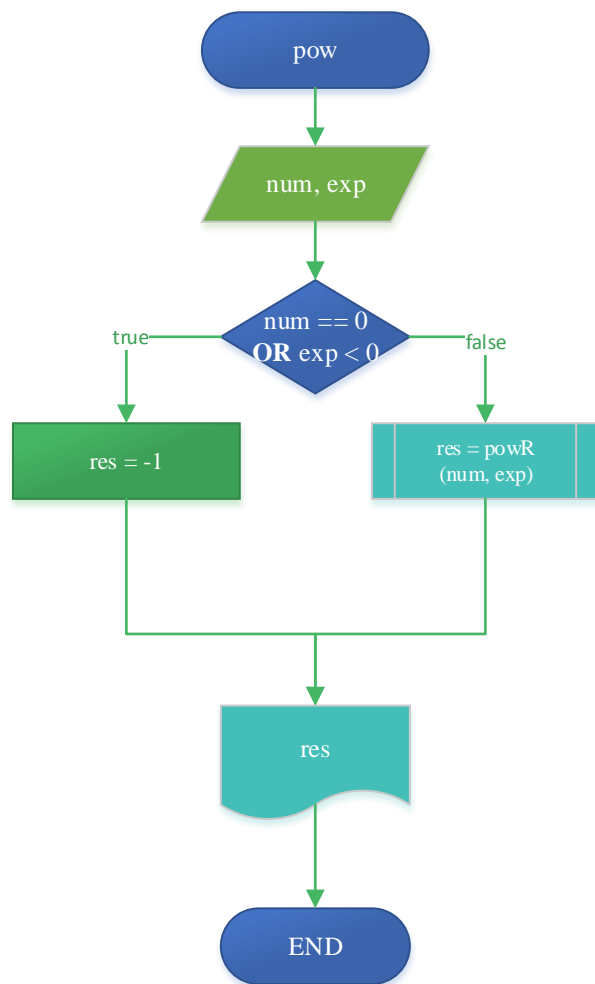 pow
num, exp
num == 0
OR exp < 0
true
false
res = -1
res = powR
(num, exp)
res
END